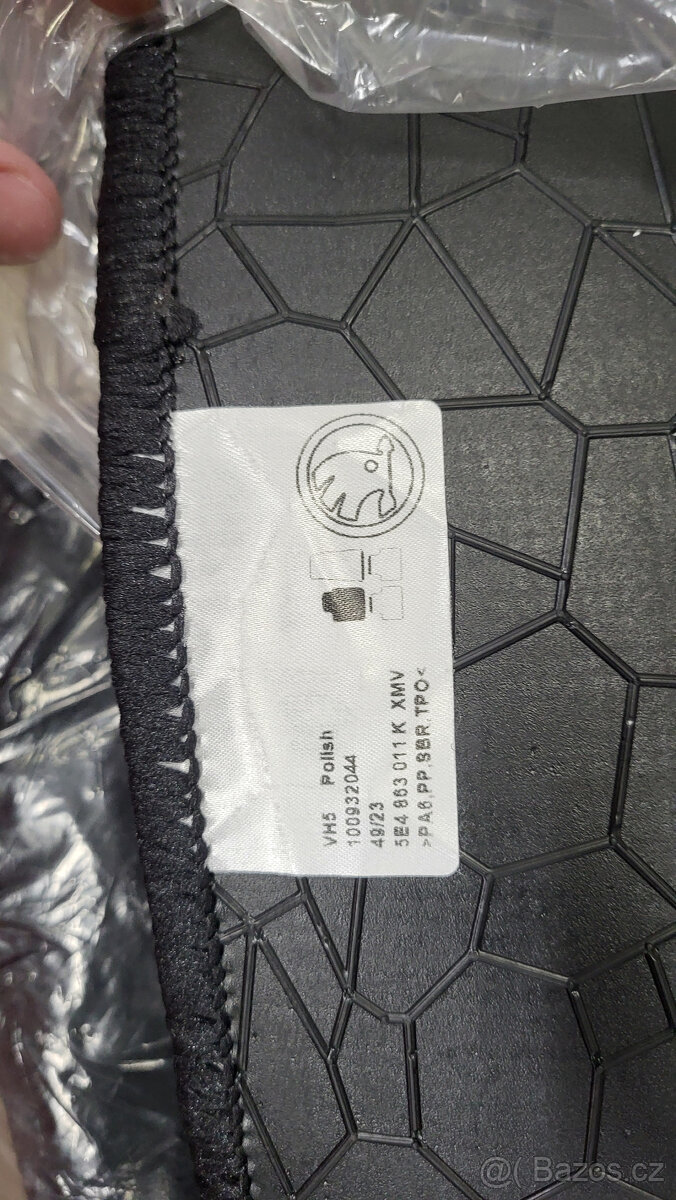 VH5 Polish
100932044
49/23
5E4 863 011 K XMV
>PA6,PP,SBR,TPO<
@( Bazos.cz